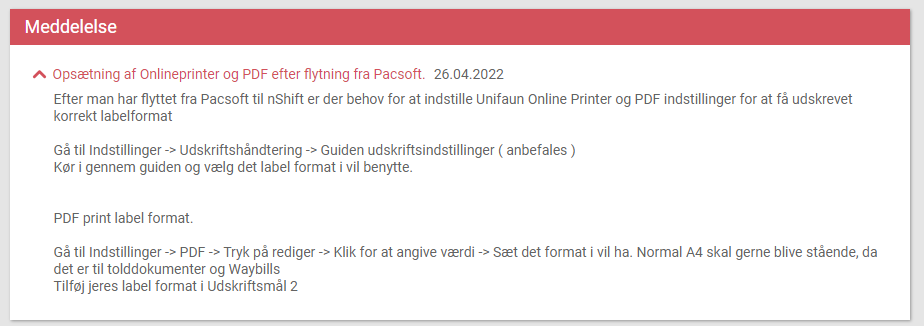 Meddelelse
Opsætning af Onlineprinter og PDF efter flytning fra Pacsoft. 26.04.2022
Efter man har flyttet fra Pacsoft til nShift er der behov for at indstille Unifaun Online Printer og PDF indstillinger for at få udskrevet
korrekt labelformat
Gå til Indstillinger -> Udskriftshåndtering -> Guiden udskriftsindstillinger ( anbefales )
Kør i gennem guiden og vælg det label format i vil benytte.
PDF print label format.
Gå til Indstillinger -> PDF -> Tryk på rediger -> Klik for at angive værdi -> Sæt det format i vil ha. Normal A4 skal gerne blive stående, da
det er til tolddokumenter og Waybills
Tilføj jeres label format i Udskriftsmål 2